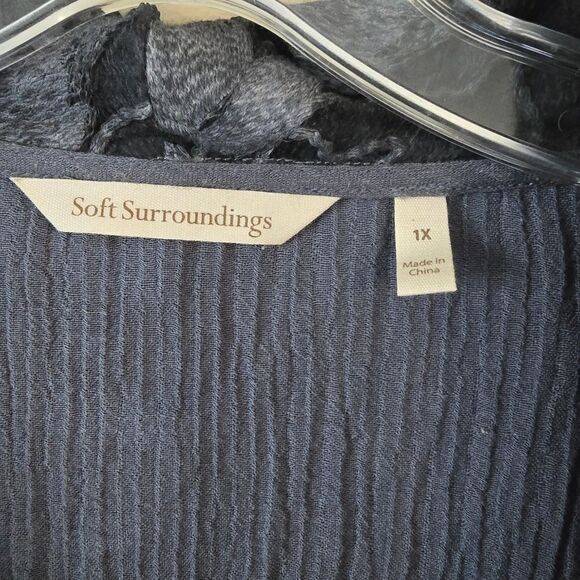 Soft Surroundings
1X
Made in
China